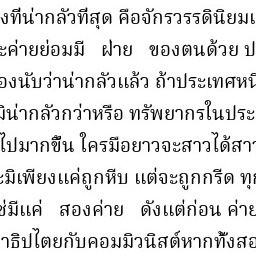 งที่น่ากลัวที่สุด คือจักรวรรดินิยมเ
ะค่ายย่อมมี ฝาย ของตนด้วย ป
องนับว่าน่ากลัวแล้ว ถ้าประเทศหนึ
มิน่ากลัวกว่าหรือ ทรัพยากรในประ
ไปมากขึ้น ใครมือยาวจะสาวได้สาว
ะมิเพียงแค่ถูกหีบ แต่จะถูกกรีด ทุก
ช่มีแค่ สองค่าย ดังแต่ก่อน ค่าย
าธิปไตยกับคอมมิวนิสต์หากทั้งสอ